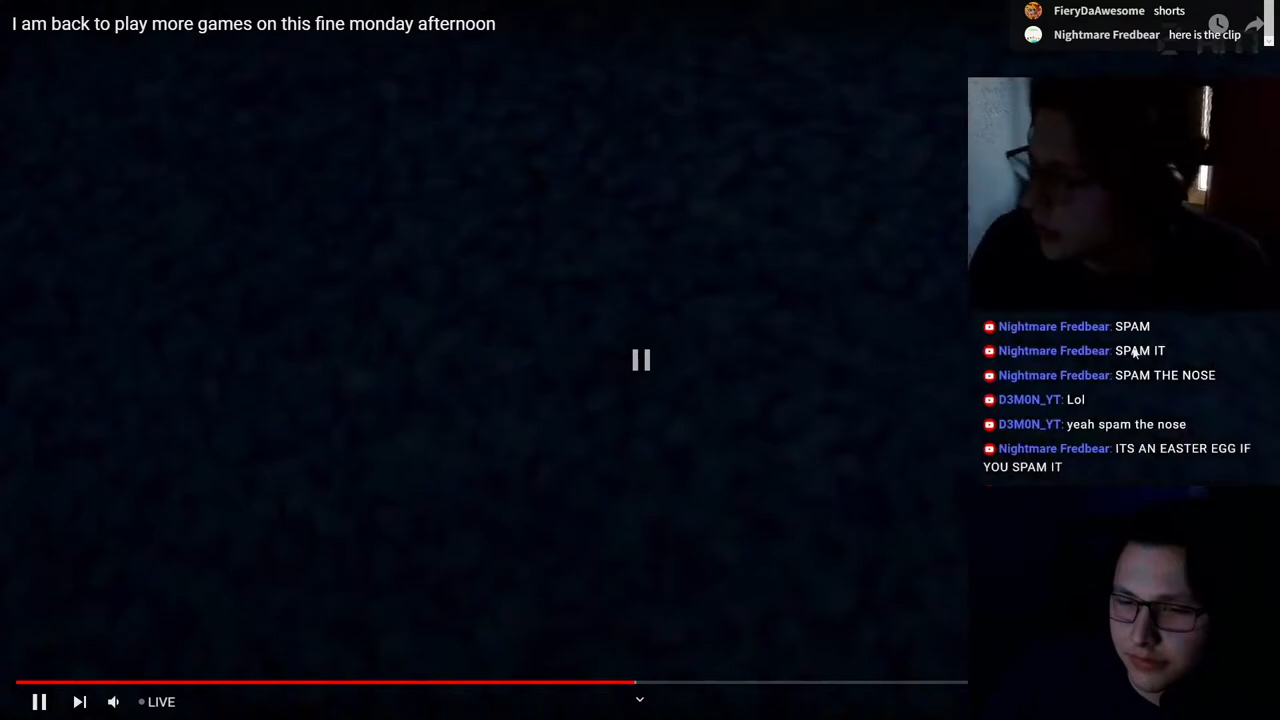 I am back to play more games on this fine monday afternoon
FieryDaAwesome shorts
Nightmare Fredbear here is the clip
Nightmare Fredbear: SPAM
Nightmare Fredbear: SPAM IT
Nightmare Fredbear: SPAM THE NOSE
D3M0N_YT: Lol
D3M0N_YT: yeah spam the nose
Nightmare Fredbear: ITS AN EASTER EGG IF
YOU SPAM IT
LIVE